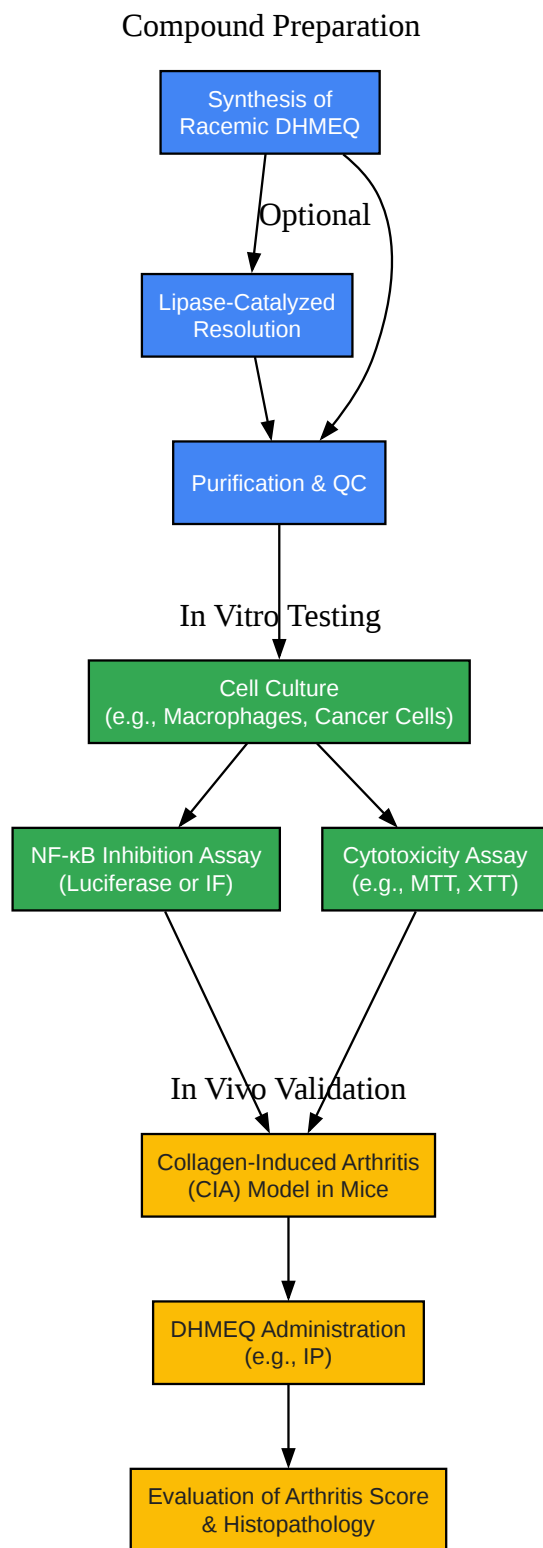 Compound Preparation
Synthesis of
Racemic DHMEQ
Optional
Lipase-Catalyzed
Resolution
Purification & QC
In Vitro Testing
Cell Culture
(e.g., Macrophages, Cancer Cells)
NF-κB Inhibition Assay
(Luciferase or IF)
Cytotoxicity Assay
(e.g., MTT, XTT)
In Vivo Validation
Collagen-Induced Arthritis
(CIA) Model in Mice
DHMEQ Administration
(e.g., IP)
Evaluation of Arthritis Score
& Histopathology